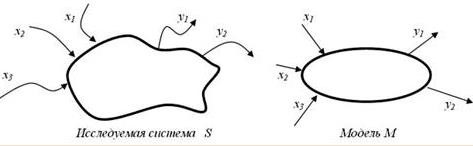 x1
x2
x3
y1
y2
Исследуемая система S
x1
x2
x3
y1
y2
Модель M